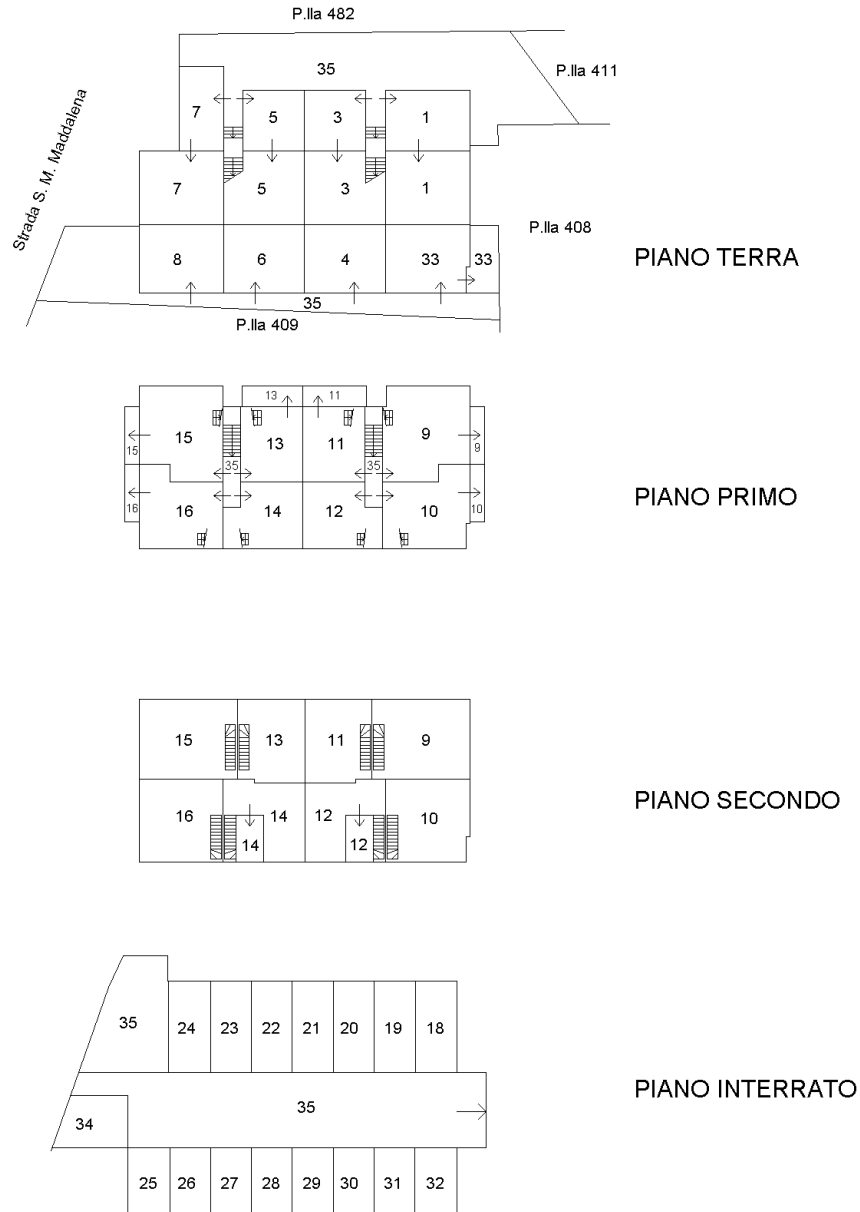 P.lla 482
35
P.lla 411
7 5 3 1
Strada S. M. Maddalena
7 5 3 1
P.lla 408
8 6 4 33 33
PIANO TERRA
35
P.lla 409
13 11
15 13 11 9
15 9
35 35
PIANO PRIMO
16 14 12 10
16 10
15 13 11 9
PIANO SECONDO
16 14 12 10
14 12
35 24 23 22 21 20 19 18
PIANO INTERRATO
35
34
25 26 27 28 29 30 31 32